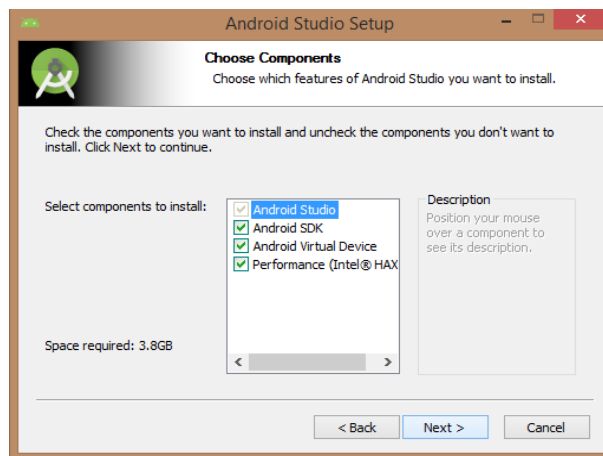 Android Studio Setup
Choose Components
Choose which features of Android Studio you want to install.
Check the components you want to install and uncheck the components you don't want to
install. Click Next to continue.
Select components to install:
Android Studio
Android SDK
Android Virtual Device
Performance (Intel® HAX
Description
Position your mouse
over a component to
see its description.
Space required: 3.8GB
< Back
Next >
Cancel